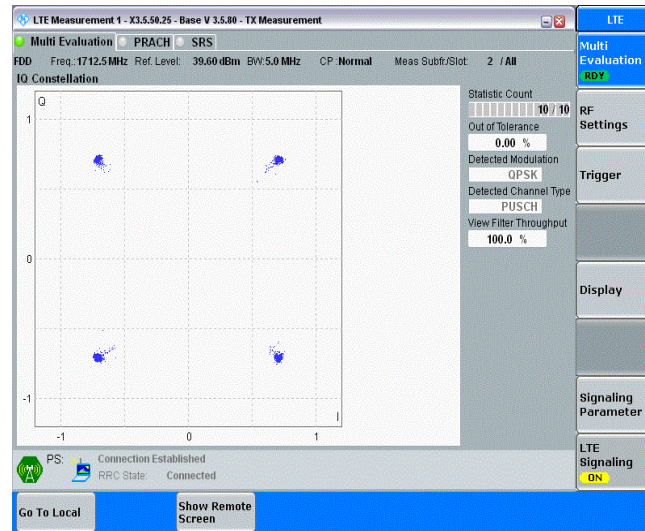 LTE Measurement 1 - X3.5.50.25 - Base V 3.5.80 - TX Measurement
LTE
Multi Evaluation PRACH SRS
FDD Freq.: 1712.5 MHz Ref. Level: 39.60 dBm BW: 5.0 MHz CP : Normal Meas Subfr./Slot: 2 / All
IQ Constellation
Q
1
0
-1
-1
0
1
I
Statistic Count
10 / 10
Out of Tolerance
0.00 %
Detected Modulation
QPSK
Detected Channel Type
PUSCH
View Filter Throughput
100.0 %
Multi
Evaluation
RDY
RF
Settings
Trigger
Display
Signaling
Parameter
LTE
Signaling
ON
PS: Connection Established
RRC State: Connected
Go To Local
Show Remote
Screen